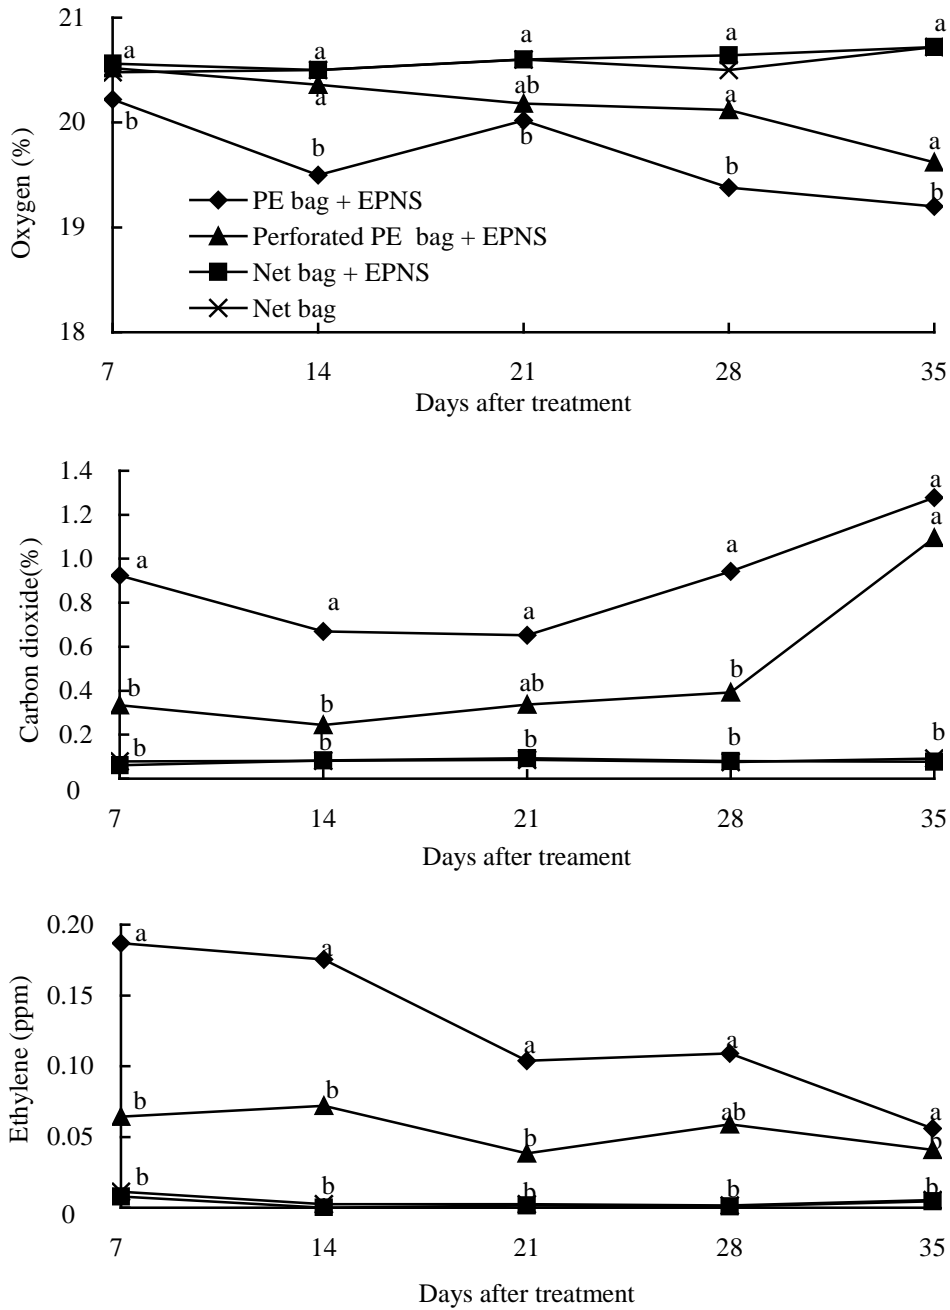 21
a
a
a
a
a
20
b
a
b
ab
b
a
b
a
b
19
18
Oxygen (%)
PE bag + EPNS
Perforated PE bag + EPNS
Net bag + EPNS
Net bag
7 14 21 28 35
Days after treatment
1.4
1.2
1.0
0.8
0.6
0.4
0.2
0
Carbon dioxide(%)
a a a a a
b b ab b a
b b b b b
7 14 21 28 35
Days after treament
0.20
0.15
0.10
0.05
0
Ethylene (ppm)
a a a a a
b b b ab b
b b b b b
7 14 21 28 35
Days after treatment